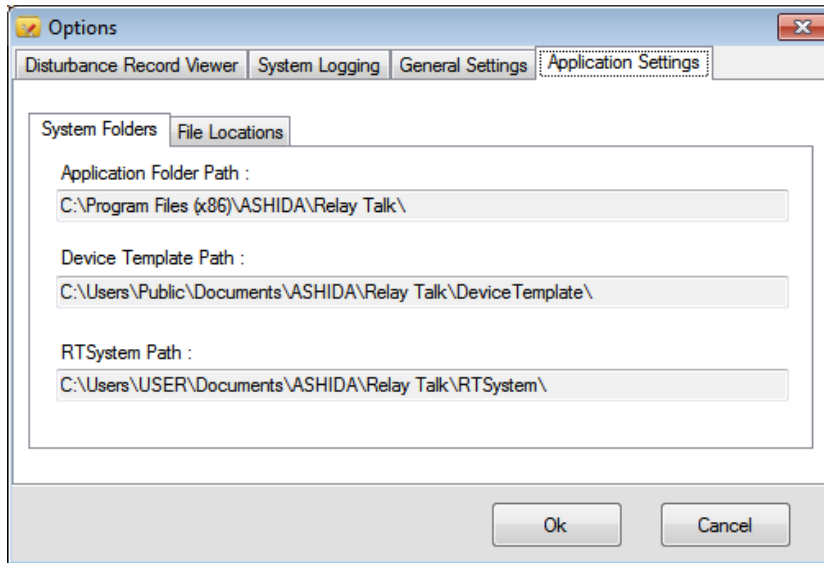 Options
Disturbance Record Viewer System Logging General Settings Application Settings
System Folders File Locations
Application Folder Path :
C:\Program Files (x86)\ASHIDA\Relay Talk\
Device Template Path :
C:\Users\Public\Documents\ASHIDA\Relay Talk\DeviceTemplate\
RTSystem Path :
C:\Users\USER\Documents\ASHIDA\Relay Talk\RTSystem\
Ok Cancel